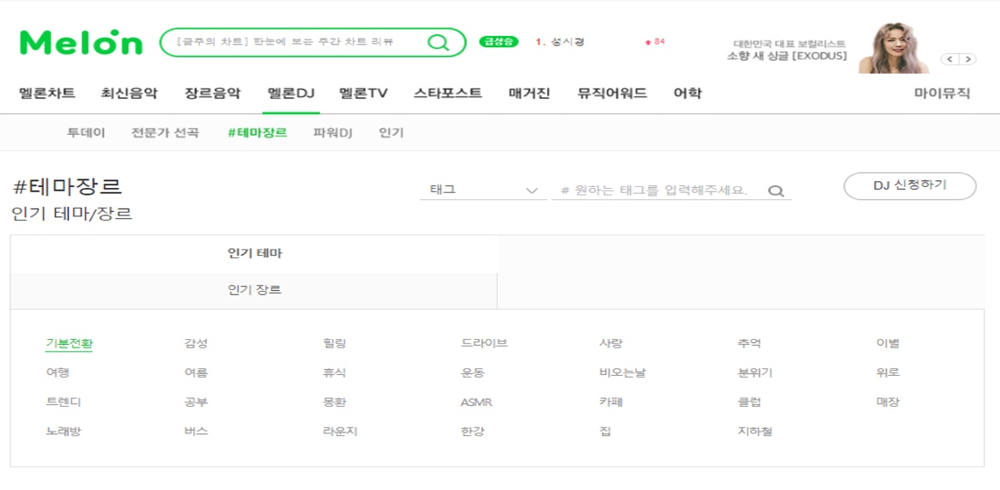 Melon [금주의 차트] 한눈에 보는 주간 차트 리뷰 급상승 1. 성시경 84 대한민국 대표 보컬리스트
소향 새 싱글 [EXODUS]
멜론차트 최신음악 장르음악 멜론DJ 멜론TV 스타포스트 매거진 뮤직어워드 어학 마이뮤직
투데이 전문가 선곡 #테마장르 파워DJ 인기
#테마장르 태그 # 원하는 태그를 입력해주세요. DJ 신청하기
인기 테마/장르
인기 테마
인기 장르
기분전환 감성 힐링 드라이브 사랑 추억 이별
여행 여름 휴식 운동 비오는날 분위기 위로
트렌디 공부 몽환 ASMR 카페 클럽 매장
노래방 버스 라운지 한강 집 지하철